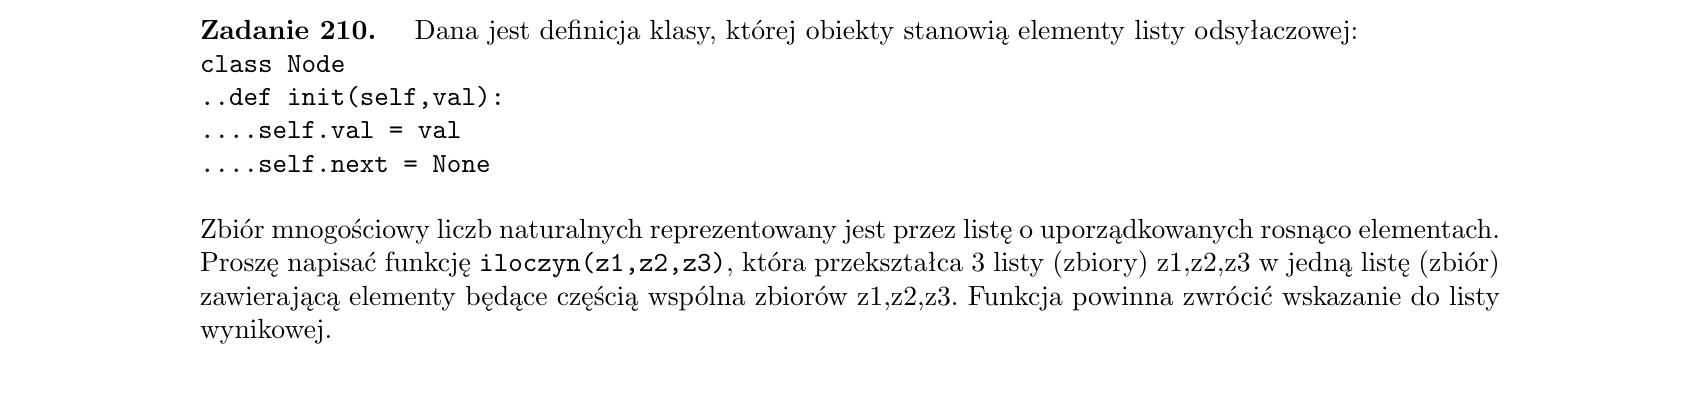 Zadanie 210. Dana jest definicja klasy, której obiekty stanowią elementy listy odsyłaczowej:
class Node
..def init(self,val):
....self.val = val
....self.next = None
Zbiór mnogościowy liczb naturalnych reprezentowany jest przez listę o uporządkowanych rosnąco elementach.
Proszę napisać funkcję iloczyn(z1,z2,z3), która przekształca 3 listy (zbiory) z1,z2,z3 w jedną listę (zbiór)
zawierającą elementy będące częścią wspólna zbiorów z1,z2,z3. Funkcja powinna zwrócić wskazanie do listy
wynikowej.